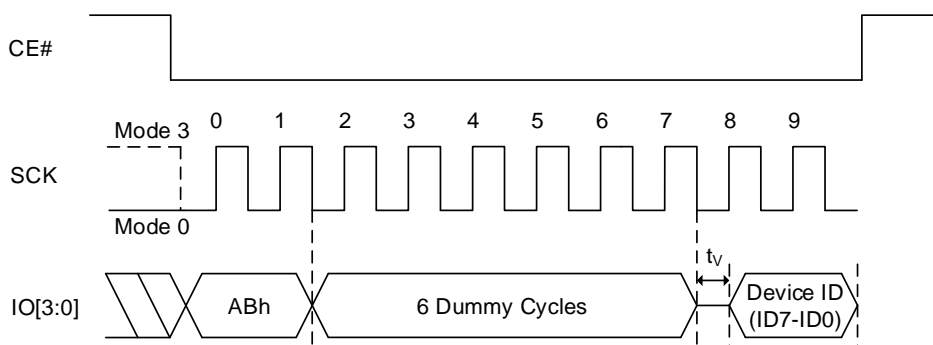 CE#
0 1 2 3 4 5 6 7 8 9
Mode 3
SCK
Mode 0
tV
IO[3:0]
ABh
6 Dummy Cycles
Device ID
(ID7-ID0)